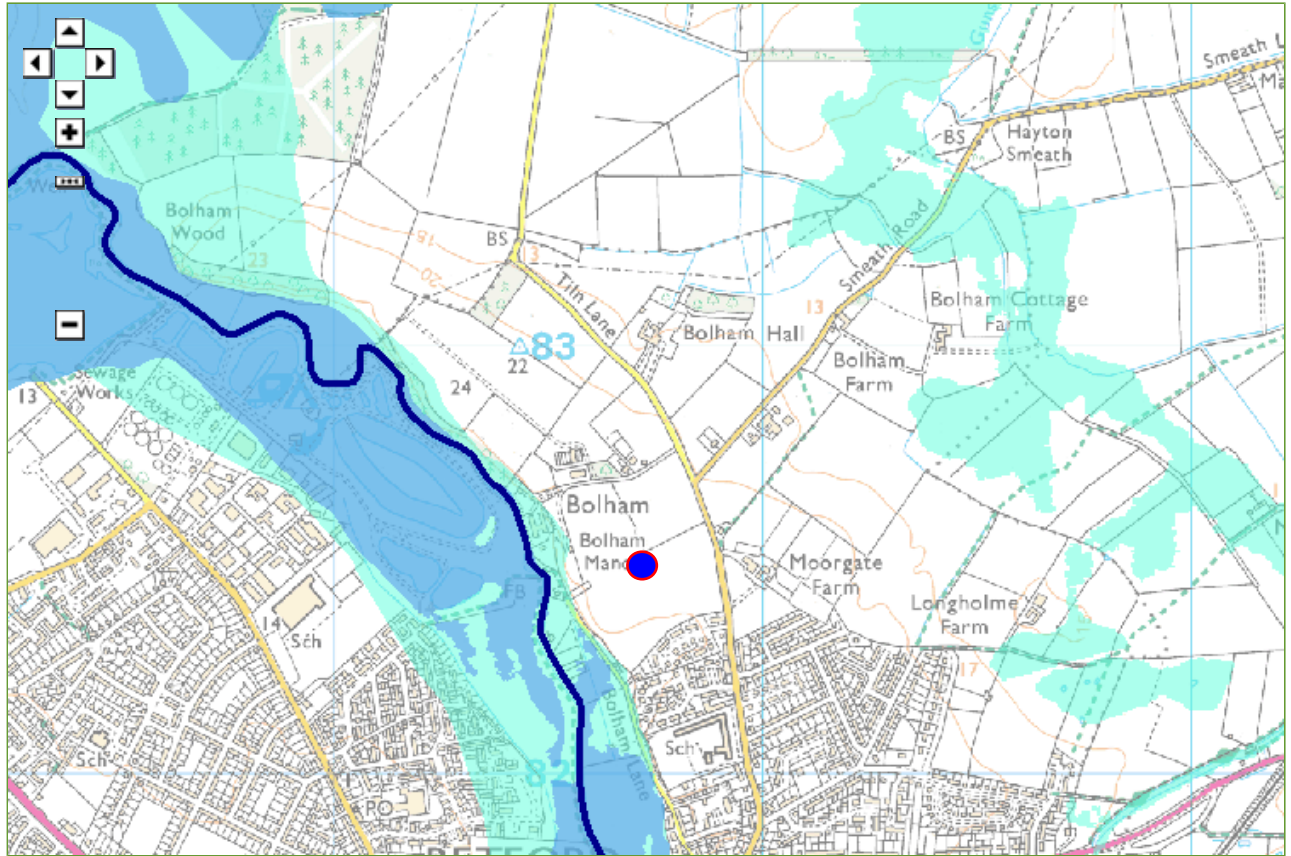 Smeath L
BS
Hayton
Smeath
Bolham
Wood
23
18
20
BS
13
Tiln Lane
Smeath Road
13
Bolham Cottage
Farm
Bolham Hall
83
22
24
Bolham
Farm
Sewage
Works
13
Bolham
Bolham
Moorgate
Farm
Longholme
Farm
FB
14
Sch
17
Bolham Lane
Sch
Sch
82
PO